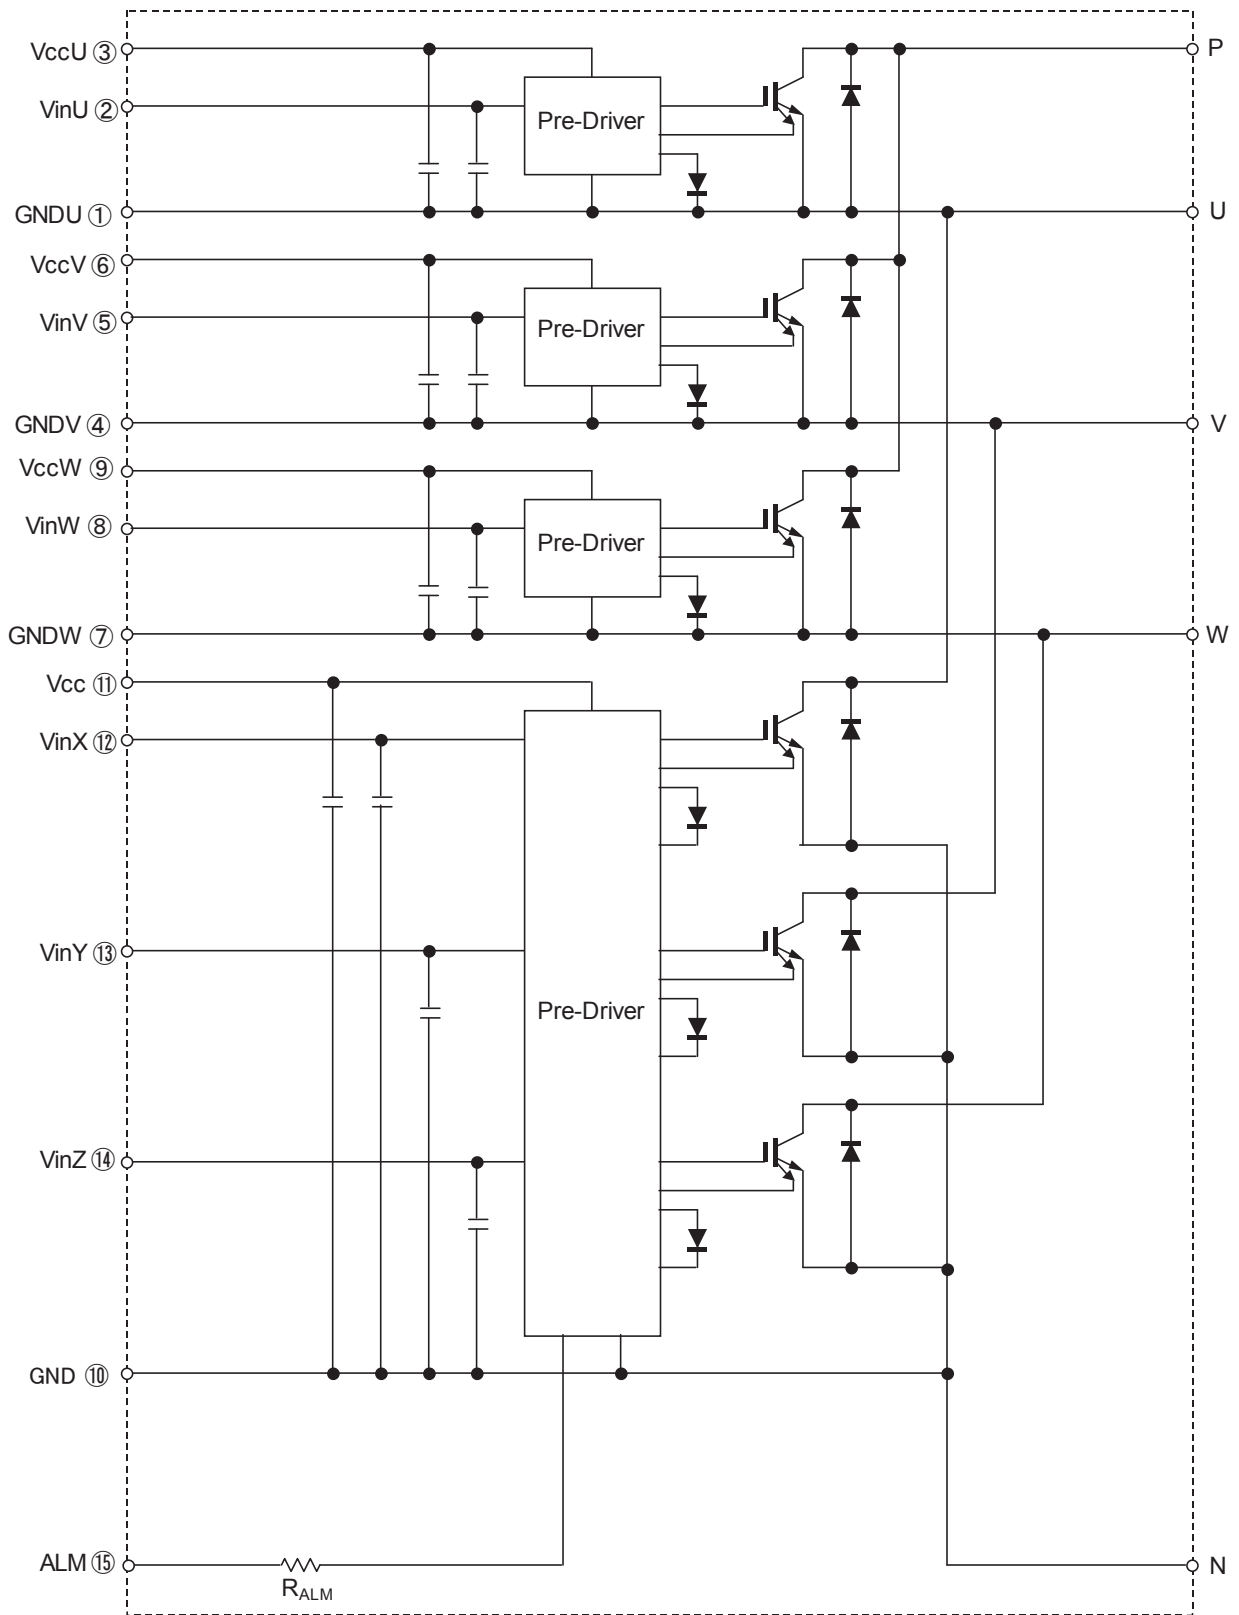 VccU ③
P
VinU ②
Pre-Driver
GNDU ①
U
VccV ⑥
VinV ⑤
Pre-Driver
GNDV ④
V
VccW ⑨
VinW ⑧
Pre-Driver
GNDW ⑦
W
Vcc ⑪
VinX ⑫
VinY ⑬
Pre-Driver
VinZ ⑭
GND ⑩
ALM ⑮
N
RALM